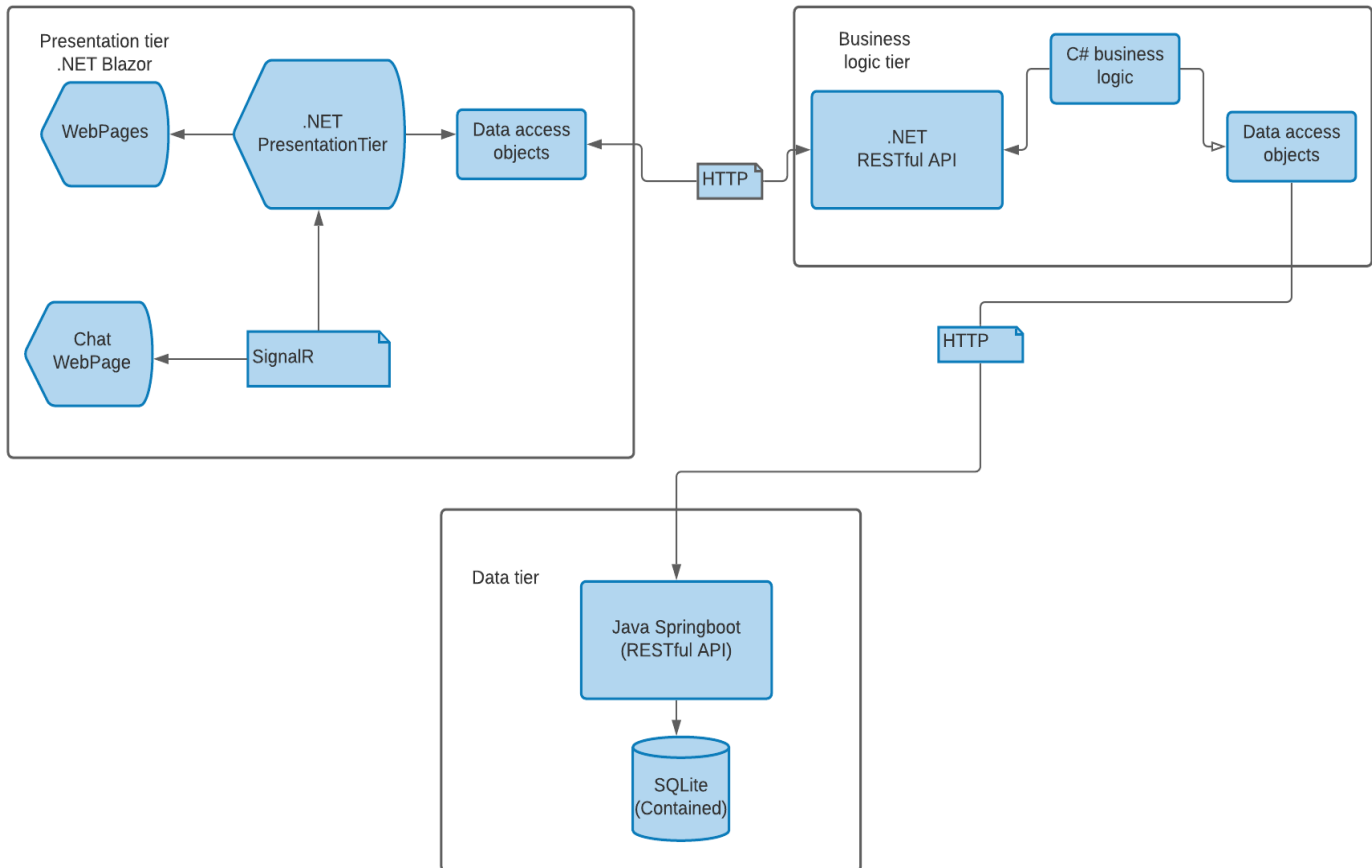 Presentation tier
.NET Blazor
WebPages
.NET
PresentationTier
Data access
objects
Chat
WebPage
SignalR
HTTP
Business
logic tier
.NET
RESTful API
C# business
logic
Data access
objects
HTTP
Data tier
Java Springboot
(RESTful API)
SQLite
(Contained)